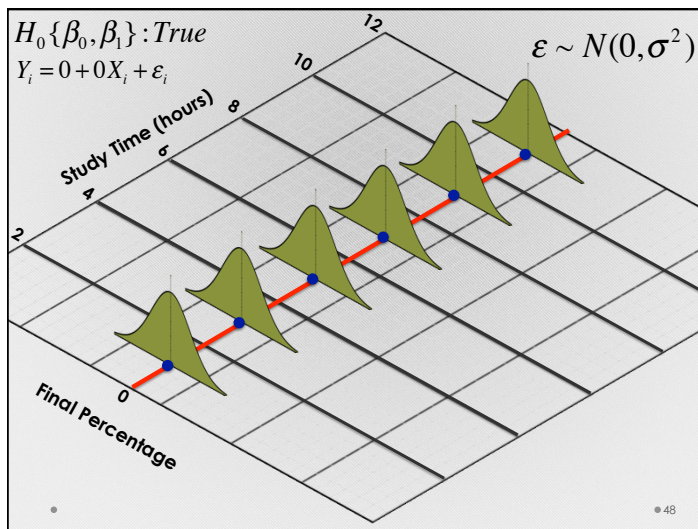 H₀{β₀,β₁}:True
Yᵢ = 0 + 0Xᵢ + εᵢ
ε ~ N(0,σ²)
Study Time (hours)
12
10
8
6
4
2
0
Final Percentage
48